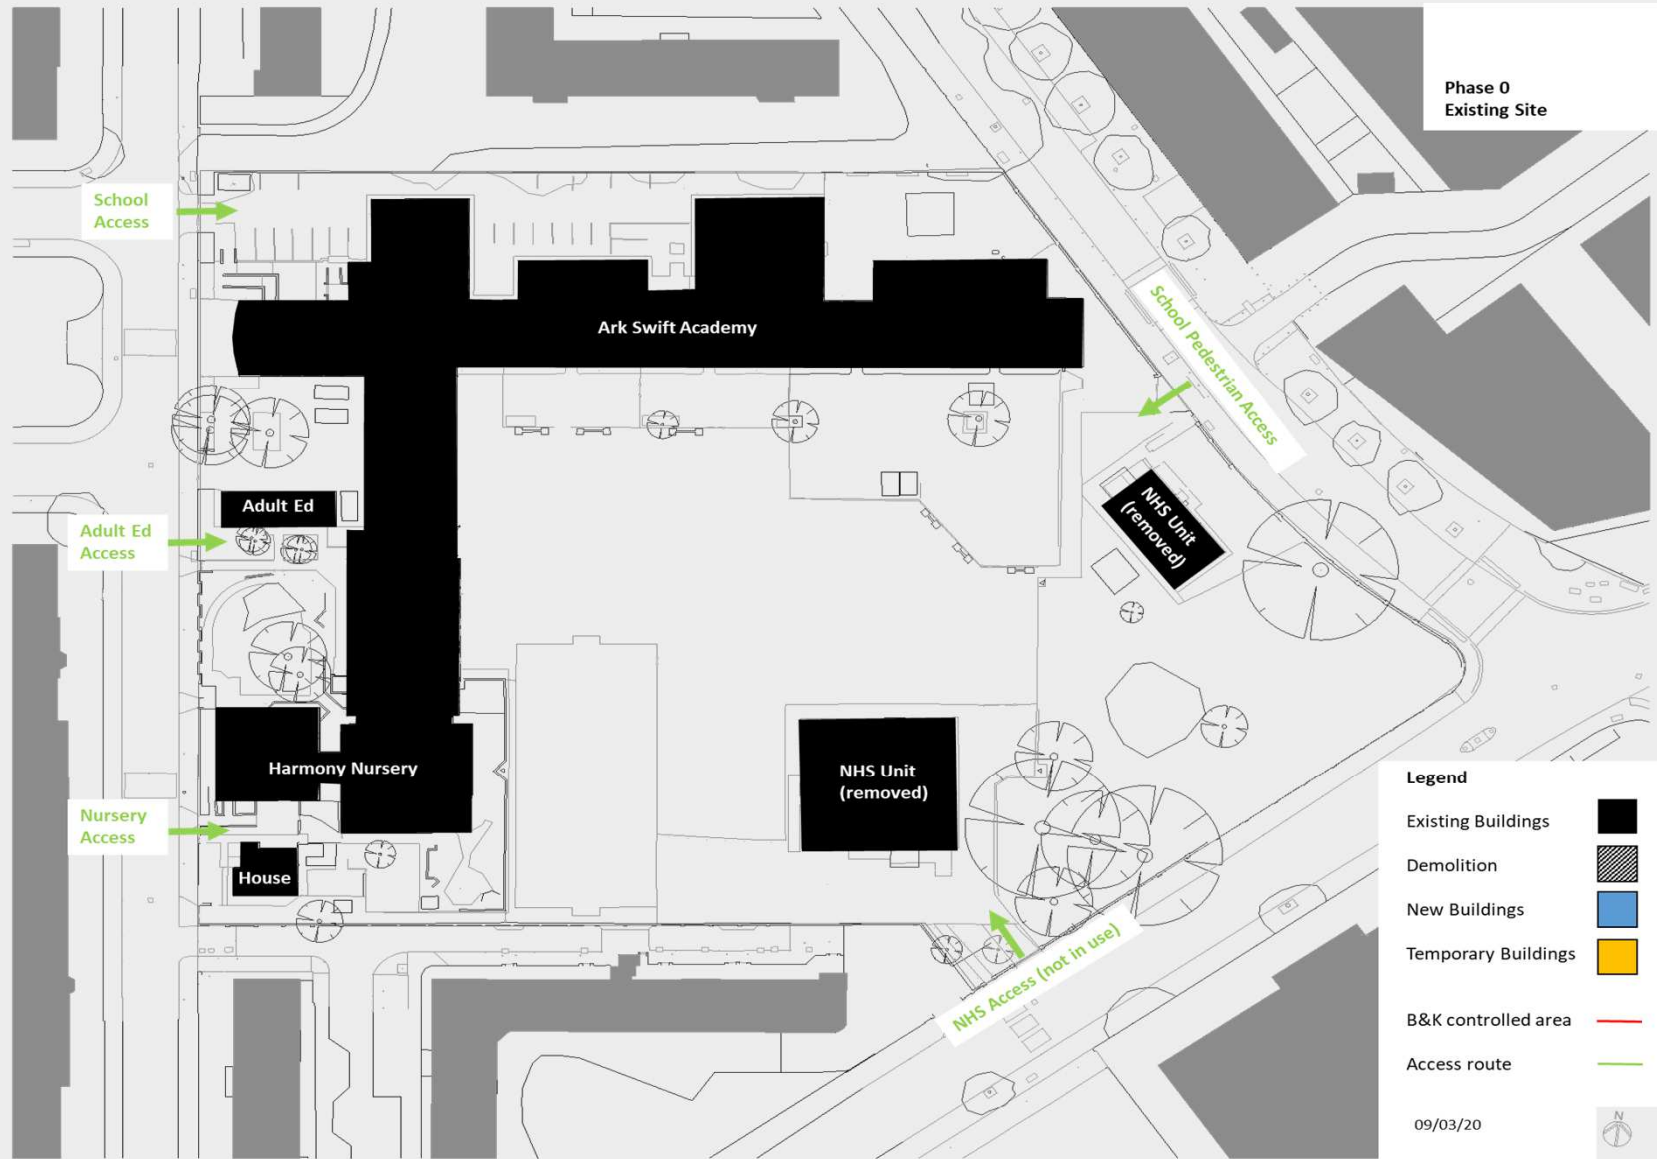 Phase 0
Existing Site
School
Access
School Pedestrian Access
Ark Swift Academy
Adult Ed
NHS Unit
(removed)
Adult Ed
Access
Harmony Nursery
NHS Unit
(removed)
Nursery
Access
House
NHS Access (not in use)
Legend
Existing Buildings
Demolition
New Buildings
Temporary Buildings
B&K controlled area
Access route
09/03/20
N